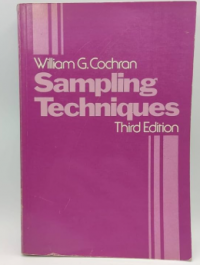 William G. Cochran
Sampling
Techniques
Third Edition